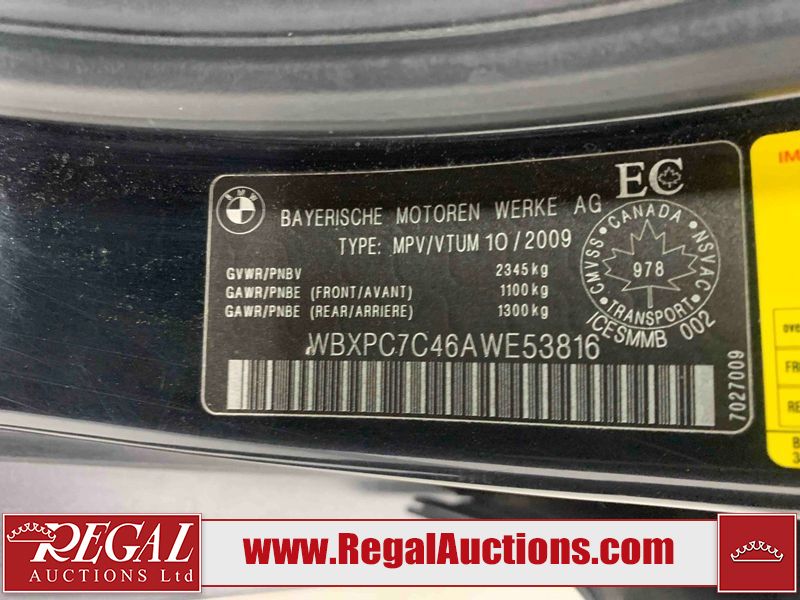 BMW
EC
BAYERISCHE MOTOREN WERKE AG
TYPE: MPV/VTUM 10/2009
GVWR/PNBV 2345kg
GAWR/PNBE (FRONT/AVANT) 1100kg
GAWR/PNBE (REAR/ARRIERE) 1300kg
CMVSS · CANADA · NSVAC
978
TRANSPORT
ICESMMB 002
WBXPC7C46AWE53816
7027009
REGAL
AUCTIONS Ltd
www.RegalAuctions.com